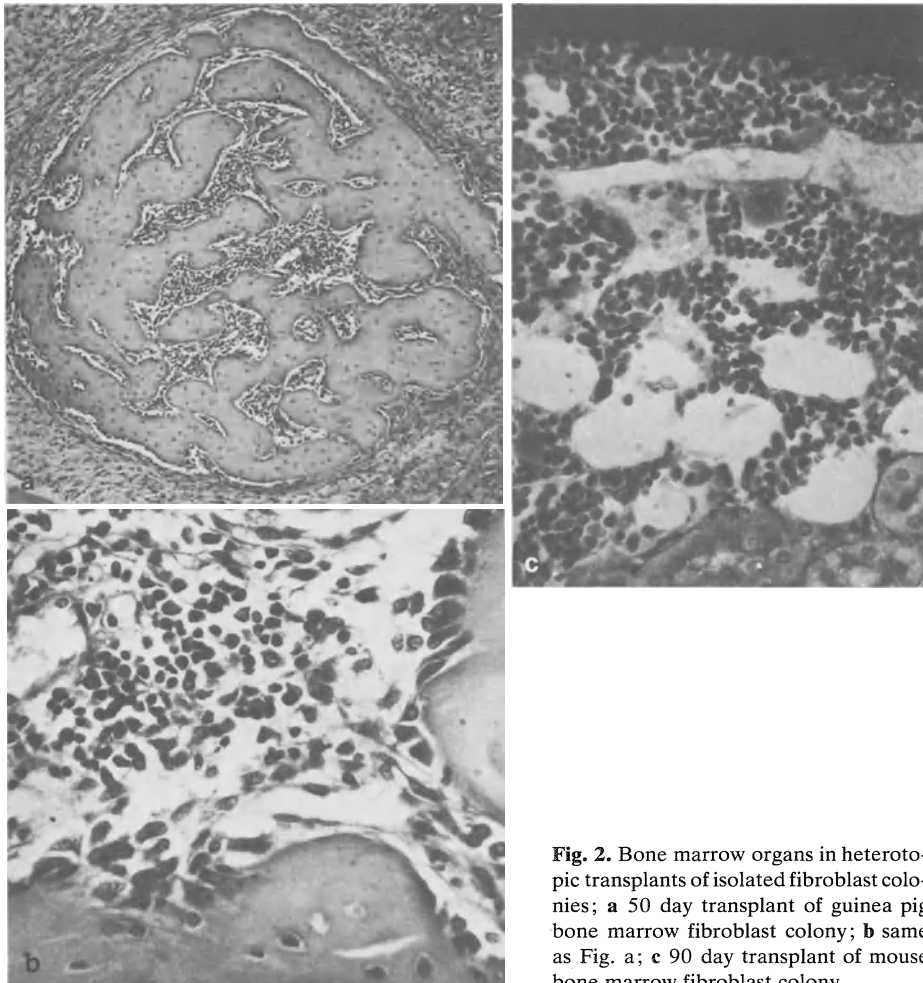 a
c
b
Fig. 2. Bone marrow organs in heteroto-
pic transplants of isolated fibroblast colo-
nies; a 50 day transplant of guinea pig
bone marrow fibroblast colony; b same
as Fig. a; c 90 day transplant of mouse
bone marrow fibroblast colony